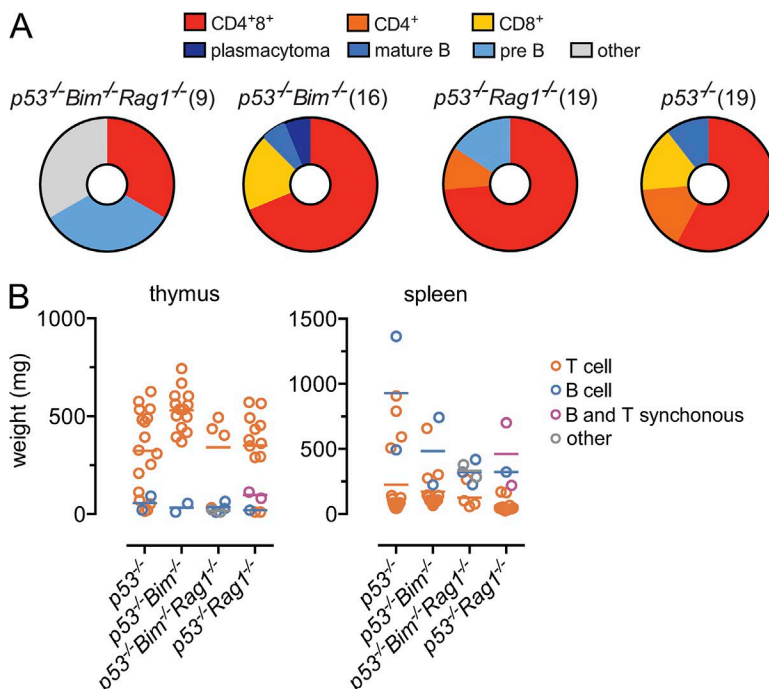 A
CD4⁺8⁺ CD4⁺ CD8⁺
plasmacytoma mature B pre B other
p53⁻/⁻Bim⁻/⁻Rag1⁻/⁻(9) p53⁻/⁻Bim⁻/⁻(16) p53⁻/⁻Rag1⁻/⁻(19) p53⁻/⁻(19)
B
thymus spleen
weight (mg)
1000
500
0
1500
1000
500
0
T cell
B cell
B and T synchonous
other
p53⁻/⁻
p53⁻/⁻Bim⁻/⁻
p53⁻/⁻Bim⁻/⁻Rag1⁻/⁻
p53⁻/⁻Rag1⁻/⁻
p53⁻/⁻
p53⁻/⁻Bim⁻/⁻
p53⁻/⁻Bim⁻/⁻Rag1⁻/⁻
p53⁻/⁻Rag1⁻/⁻